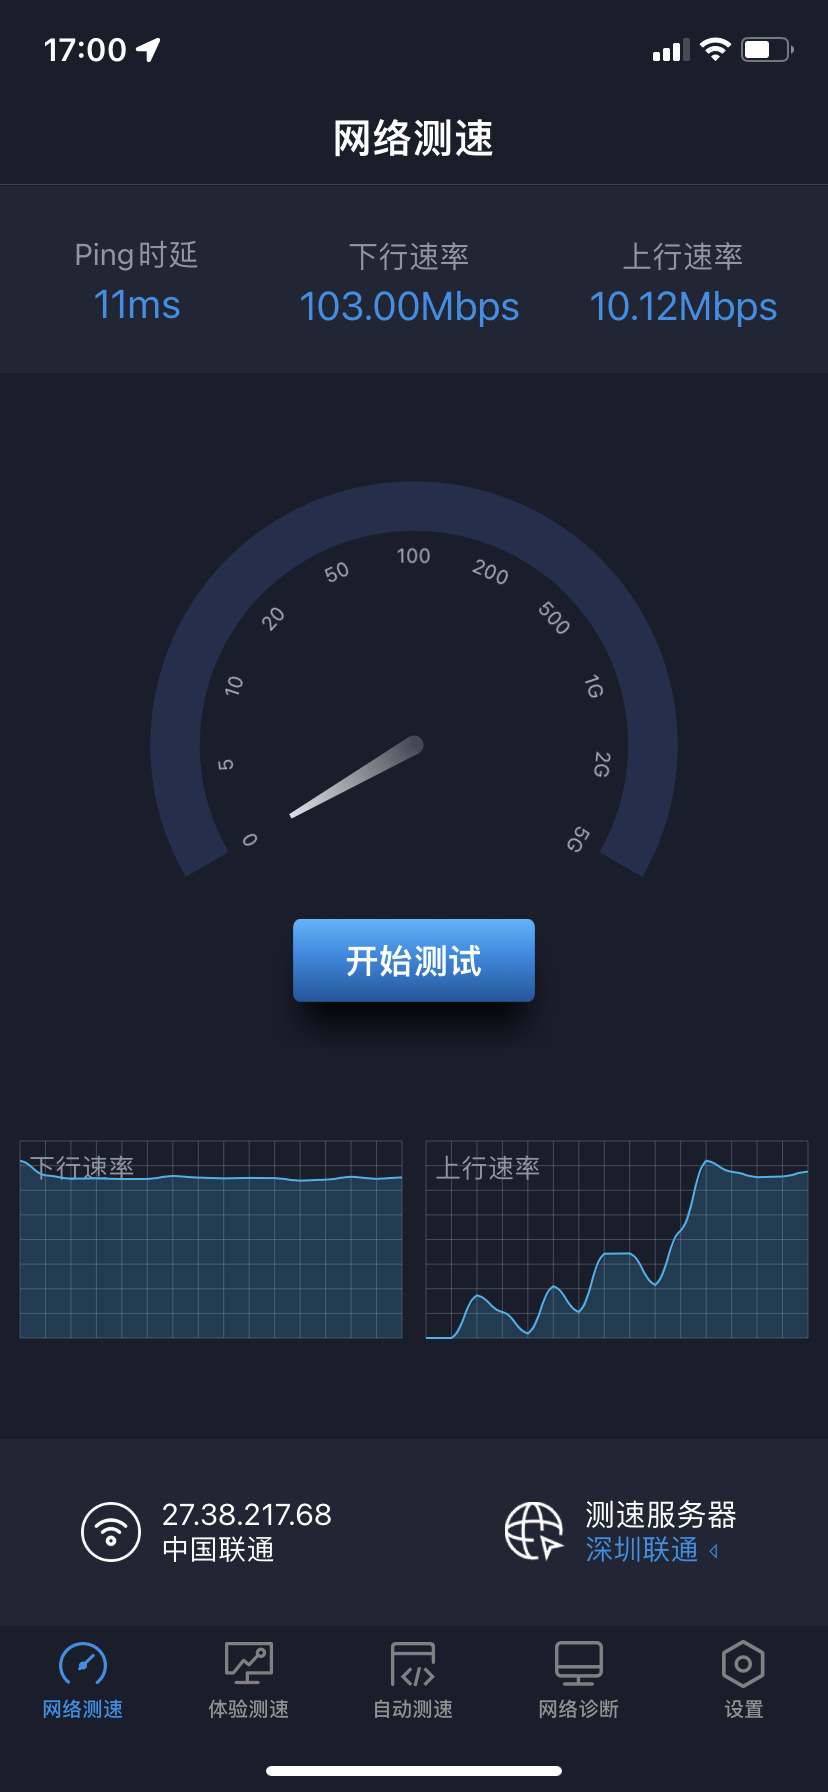 17:00
网络测速
Ping时延
11ms
下行速率
103.00Mbps
上行速率
10.12Mbps
0
5
10
20
50
100
200
500
1G
2G
5G
开始测试
下行速率
上行速率
27.38.217.68
中国联通
测速服务器
深圳联通
网络测速
体验测速
自动测速
网络诊断
设置